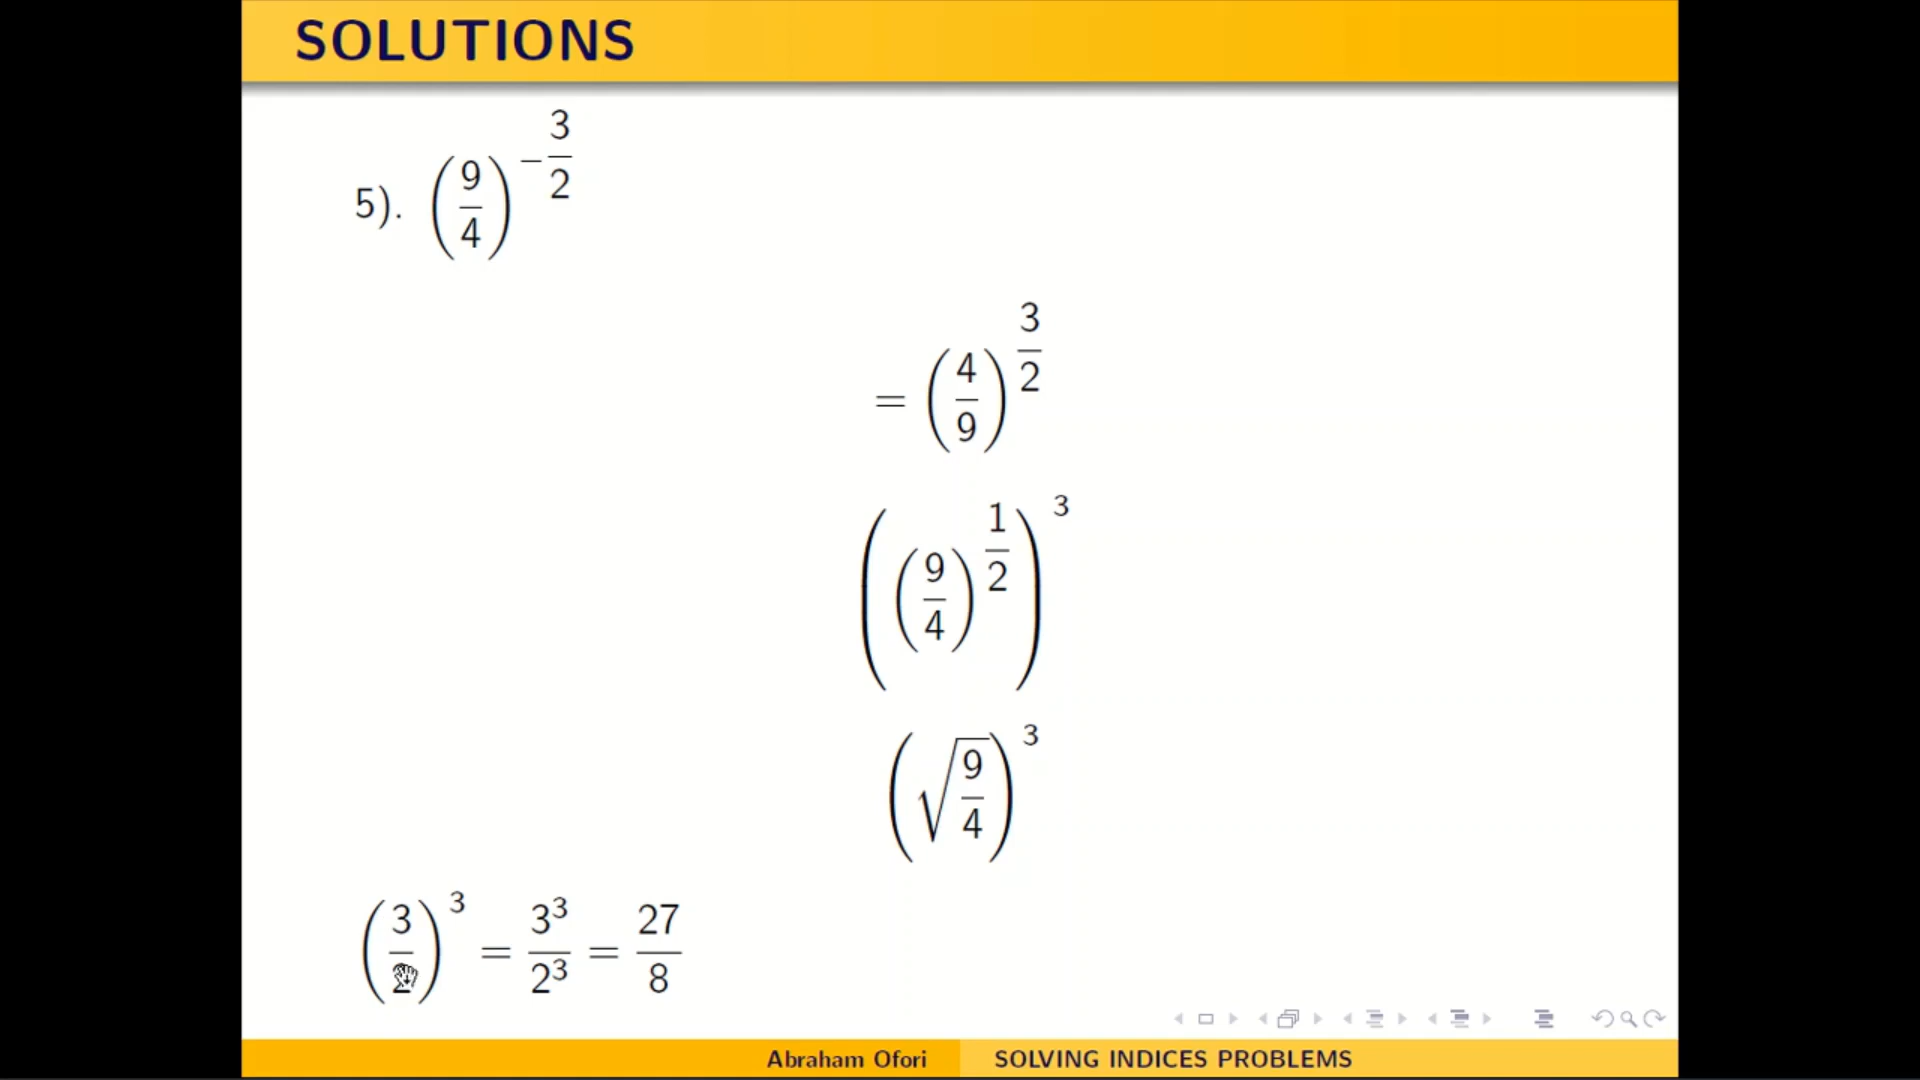 SOLUTIONS
5). (9/4)^{-3/2}
= (4/9)^{3/2}
((9/4)^{1/2})^3
(√(9/4))^3
(3/2)^3 = 3^3/2^3 = 27/8
Abraham Ofori SOLVING INDICES PROBLEMS